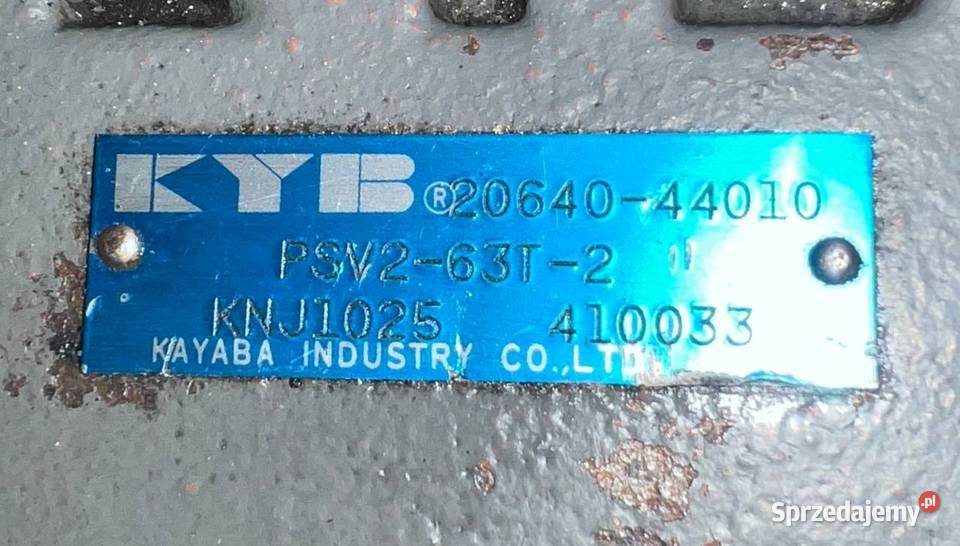 KYB® 20640-44010
PSV2-63T-2 "
KNJ1025 410033
KAYABA INDUSTRY CO.,LTD.
Sprzedajemy.pl